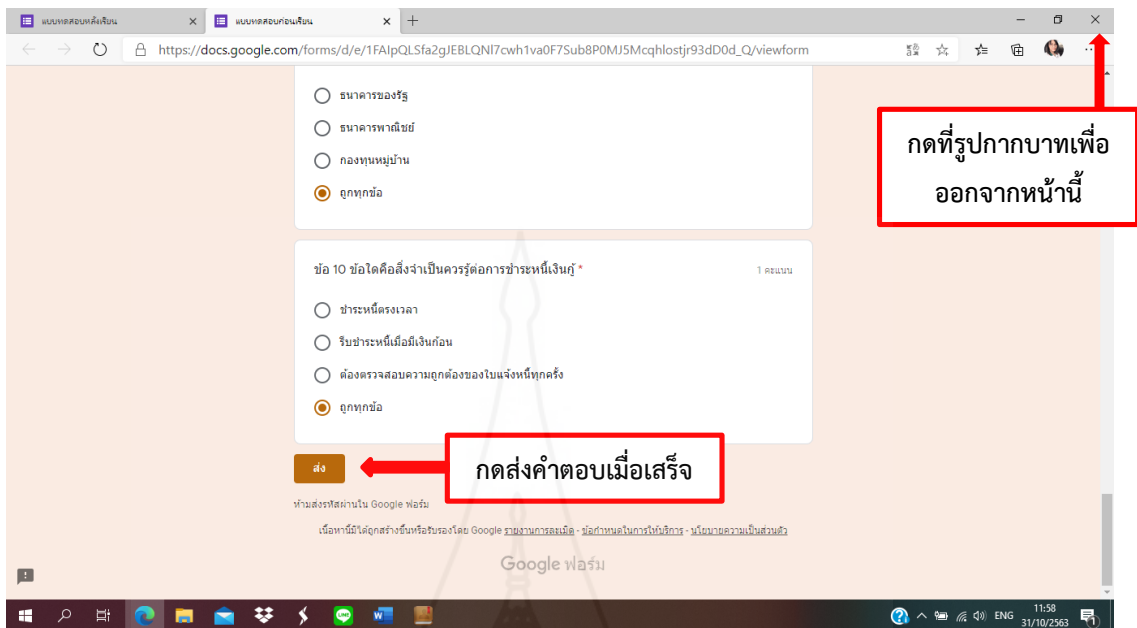 แบบทดสอบหลังเรียน
แบบทดสอบก่อนเรียน
https://docs.google.com/forms/d/e/1FAIpQLSfa2gJEBLQNI7cwh1va0F7Sub8P0MJ5Mcqhlostjr93dD0d_Q/viewform
ธนาคารของรัฐ
ธนาคารพาณิชย์
กองทุนหมู่บ้าน
ถูกทุกข้อ
กดที่รูปกากบาทเพื่อ
ออกจากหน้านี้
ข้อ 10 ข้อใดคือสิ่งจำเป็นควรรู้ต่อการชำระหนี้เงินกู้ *
1 คะแนน
ชำระหนี้ตรงเวลา
รีบชำระหนี้เมื่อมีเงินก้อน
ต้องตรวจสอบความถูกต้องของใบแจ้งหนี้ทุกครั้ง
ถูกทุกข้อ
ส่ง
กดส่งคำตอบเมื่อเสร็จ
ห้ามส่งรหัสผ่านใน Google ฟอร์ม
เนื้อหานี้มิได้ถูกสร้างขึ้นหรือรับรองโดย Google รายงานการละเมิด - ข้อกำหนดในการให้บริการ - นโยบายความเป็นส่วนตัว
Google ฟอร์ม
ENG
11:58
31/10/2563